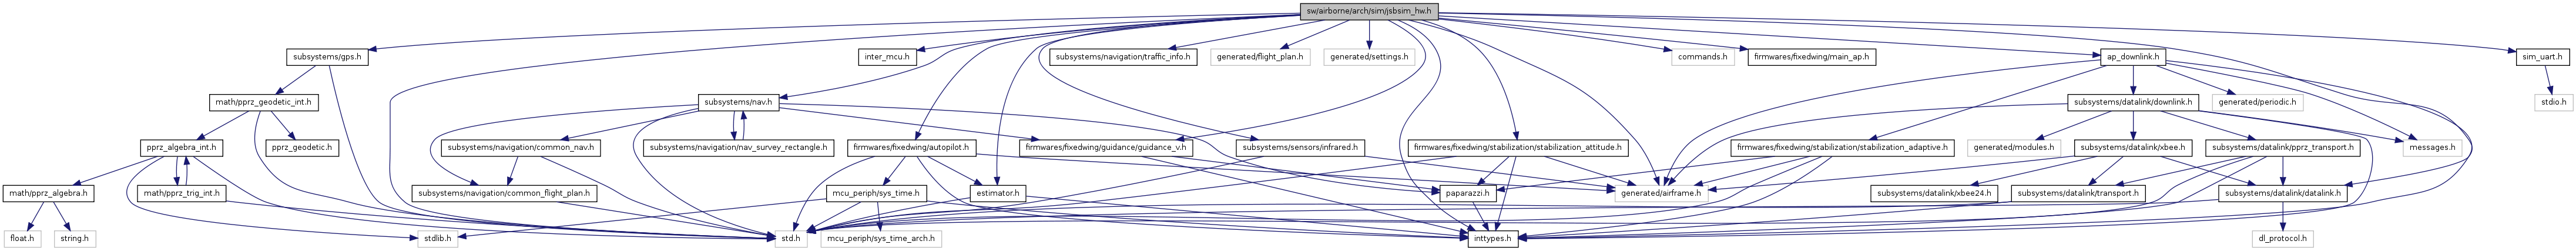 sw/airborne/arch/sim/jsbsim_hw.h
subsystems/gps.h
inter_mcu.h
subsystems/navigation/traffic_info.h
generated/flight_plan.h
generated/settings.h
commands.h
firmwares/fixedwing/main_ap.h
ap_downlink.h
sim_uart.h
math/pprz_geodetic_int.h
subsystems/nav.h
subsystems/datalink/downlink.h
generated/periodic.h
stdio.h
pprz_algebra_int.h
pprz_geodetic.h
subsystems/navigation/common_nav.h
subsystems/navigation/nav_survey_rectangle.h
firmwares/fixedwing/autopilot.h
firmwares/fixedwing/guidance/guidance_v.h
subsystems/sensors/infrared.h
firmwares/fixedwing/stabilization/stabilization_attitude.h
firmwares/fixedwing/stabilization/stabilization_adaptive.h
generated/modules.h
subsystems/datalink/xbee.h
subsystems/datalink/pprz_transport.h
messages.h
math/pprz_algebra.h
math/pprz_trig_int.h
subsystems/navigation/common_flight_plan.h
mcu_periph/sys_time.h
estimator.h
paparazzi.h
generated/airframe.h
subsystems/datalink/xbee24.h
subsystems/datalink/transport.h
subsystems/datalink/datalink.h
float.h
string.h
stdlib.h
std.h
mcu_periph/sys_time_arch.h
inttypes.h
dl_protocol.h